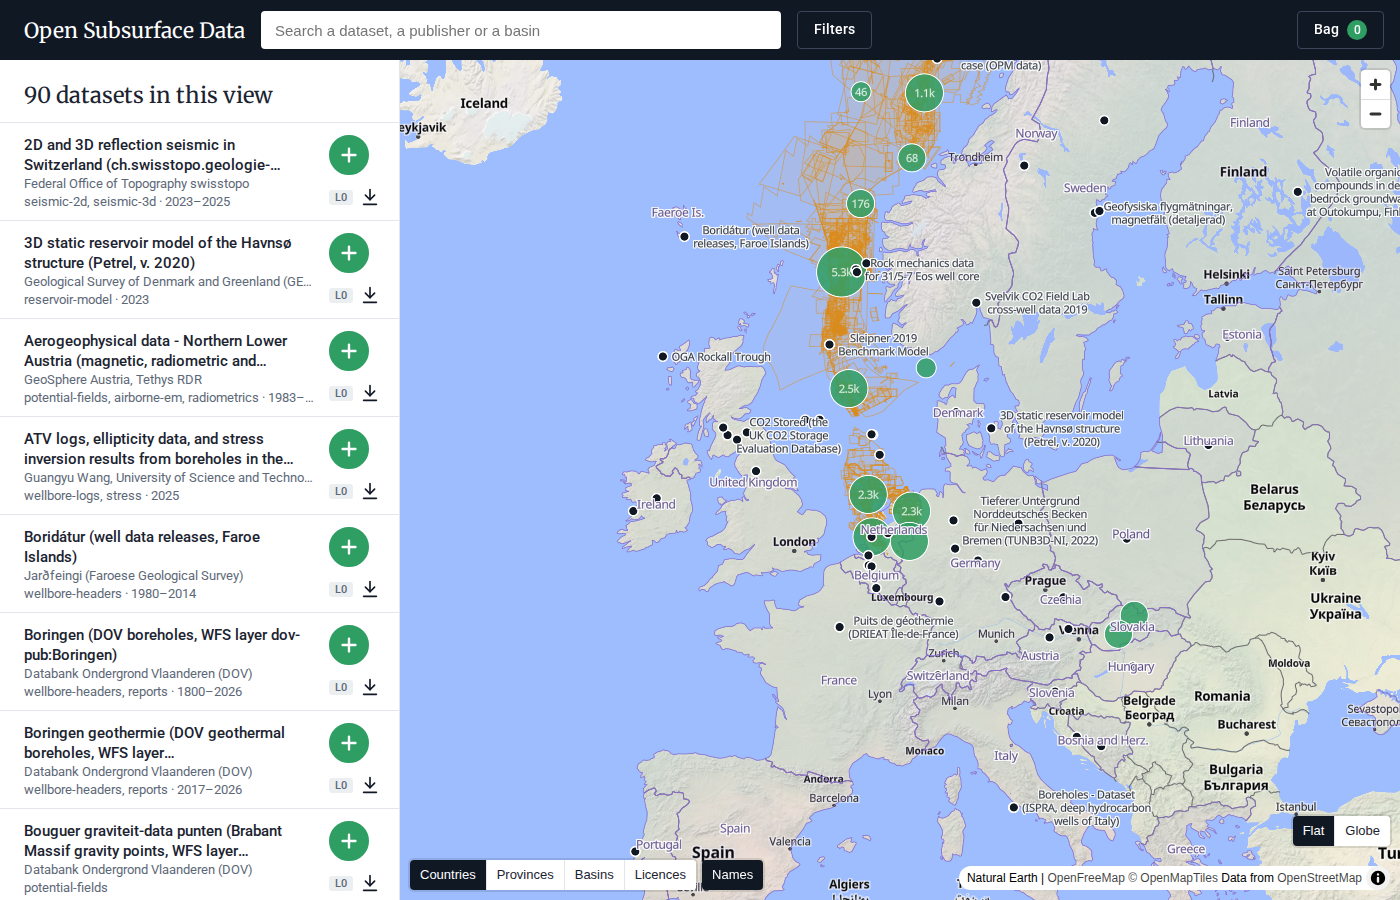 Open Subsurface Data
Search a dataset, a publisher or a basin
Filters
Bag 0
90 datasets in this view
2D and 3D reflection seismic in
Switzerland (ch.swisstopo.geologie-...
Federal Office of Topography swisstopo
seismic-2d, seismic-3d · 2023–2025
L0
3D static reservoir model of the Havnsø
structure (Petrel, v. 2020)
Geological Survey of Denmark and Greenland (GE...
reservoir-model · 2023
L0
Aerogeophysical data - Northern Lower
Austria (magnetic, radiometric and...
GeoSphere Austria, Tethys RDR
potential-fields, airborne-em, radiometrics · 1983–...
L0
ATV logs, ellipticity data, and stress
inversion results from boreholes in the...
Guangyu Wang, University of Science and Techno...
wellbore-logs, stress · 2025
L0
Boridátur (well data releases, Faroe
Islands)
Jarðfeingi (Faroese Geological Survey)
wellbore-headers · 1980–2014
L0
Boringen (DOV boreholes, WFS layer dov-
pub:Boringen)
Databank Ondergrond Vlaanderen (DOV)
wellbore-headers, reports · 1800–2026
L0
Boringen geothermie (DOV geothermal
boreholes, WFS layer...
Databank Ondergrond Vlaanderen (DOV)
wellbore-headers, reports · 2017–2026
L0
Bouguer graviteit-data punten (Brabant
Massif gravity points, WFS layer...
Databank Ondergrond Vlaanderen (DOV)
potential-fields
L0
case (OPM data)
46
1.1k
Iceland
eykjavik
Norway
Finland
68
Trondheim
Finland
Volatile organic
compounds in de
bedrock groundwa
at Outokumpu, Fin
Sweden
176
Faeroe Is.
Geofysiska flygmätningar,
magnetfält (detaljerad)
Boridátur (well data
releases, Faroe Islands)
5.3k
Rock mechanics data
for 31/5-7 Eos well core
Helsinki
Saint Petersburg
Санкт-Петербург
Tallinn
Svelvik CO2 Field Lab
cross-well data 2019
Estonia
Sleipner 2019
Benchmark Model
OGA Rockall Trough
2.5k
Latvia
Denmark
3D static reservoir model
of the Havnsø structure
(Petrel, v. 2020)
CO2 Stored (the
UK CO2 Storage
Evaluation Database)
Lithuania
United Kingdom
Ireland
2.3k
2.3k
Belarus
Беларусь
Tieferer Untergrund
Norddeutsches Becken
für Niedersachsen und
Bremen (TUNB3D-NI, 2022)
Netherlands
Poland
London
Germany
Belgium
Kyiv
Київ
Prague
Czechia
Luxembourg
Ukraine
Україна
Puits de géothermie
(DRIEAT Île-de-France)
Munich
Vienna
Slovakia
Zurich
Austria
Hungary
Moldova
France
Switzerland
Lyon
Milan
Slovenia
Croatia
Belgrade
Београд
Romania
Sevastopol
Севастопол
Bucharest
Monaco
Italy
Bosnia and Herz.
Andorra
Barcelona
Bulgaria
България
Boreholes - Dataset
(ISPRA, deep hydrocarbon
wells of Italy)
Istanbul
Spain
Portugal
Spain
Valencia
Greece
Algiers
Flat
Globe
Countries
Provinces
Basins
Licences
Names
Natural Earth | OpenFreeMap © OpenMapTiles Data from OpenStreetMap